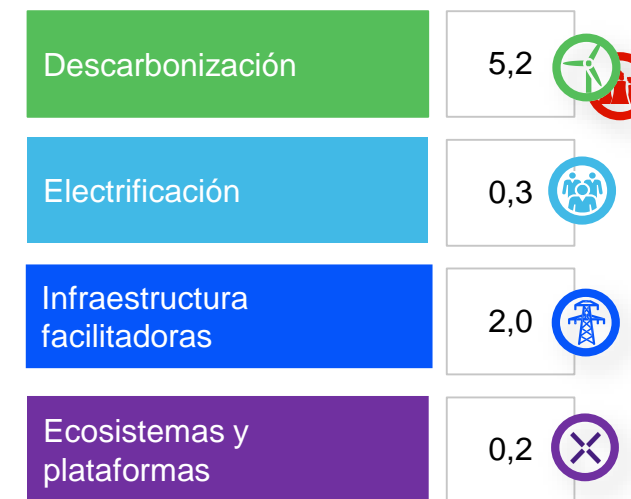 Descarbonización 5,2
Electrificación 0,3
Infraestructura
facilitadoras 2,0
Ecosistemas y
plataformas 0,2